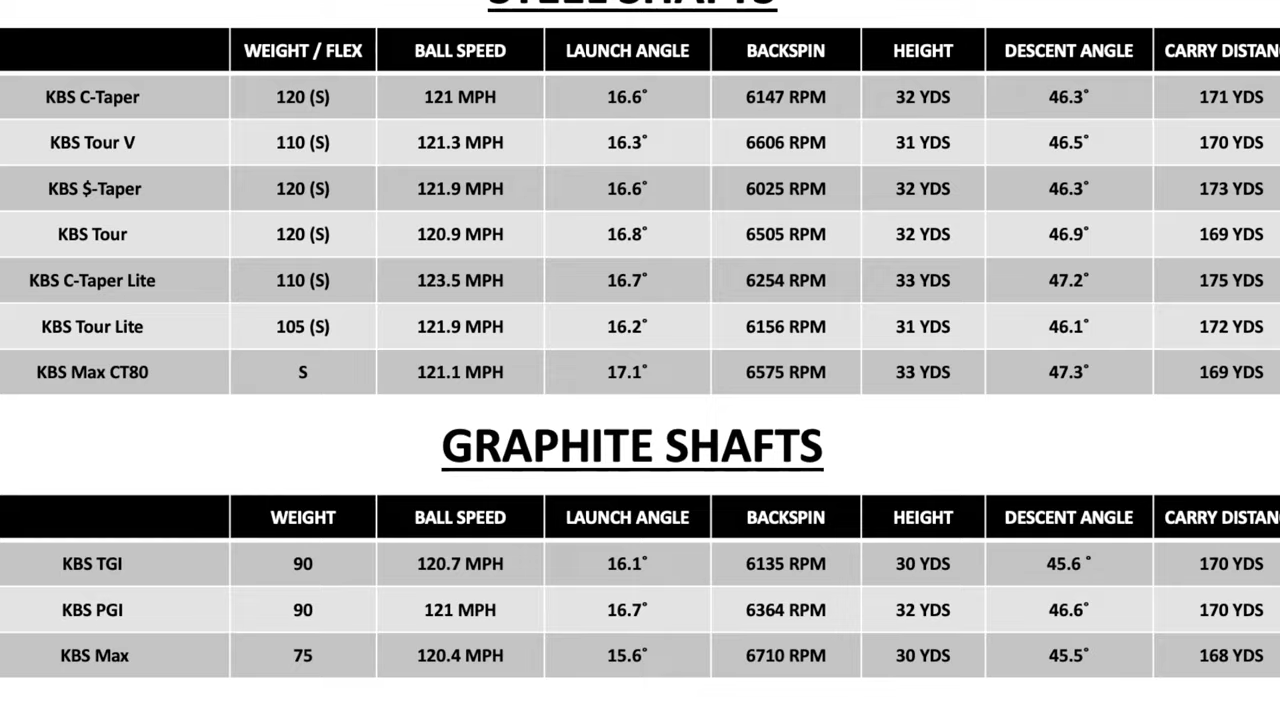 STEEL SHAFTS
WEIGHT / FLEX BALL SPEED LAUNCH ANGLE BACKSPIN HEIGHT DESCENT ANGLE CARRY DISTAN
KBS C-Taper 120 (S) 121 MPH 16.6˚ 6147 RPM 32 YDS 46.3˚ 171 YDS
KBS Tour V 110 (S) 121.3 MPH 16.3˚ 6606 RPM 31 YDS 46.5˚ 170 YDS
KBS $-Taper 120 (S) 121.9 MPH 16.6˚ 6025 RPM 32 YDS 46.3˚ 173 YDS
KBS Tour 120 (S) 120.9 MPH 16.8˚ 6505 RPM 32 YDS 46.9˚ 169 YDS
KBS C-Taper Lite 110 (S) 123.5 MPH 16.7˚ 6254 RPM 33 YDS 47.2˚ 175 YDS
KBS Tour Lite 105 (S) 121.9 MPH 16.2˚ 6156 RPM 31 YDS 46.1˚ 172 YDS
KBS Max CT80 S 121.1 MPH 17.1˚ 6575 RPM 33 YDS 47.3˚ 169 YDS
GRAPHITE SHAFTS
WEIGHT BALL SPEED LAUNCH ANGLE BACKSPIN HEIGHT DESCENT ANGLE CARRY DISTAN
KBS TGI 90 120.7 MPH 16.1˚ 6135 RPM 30 YDS 45.6 ˚ 170 YDS
KBS PGI 90 121 MPH 16.7˚ 6364 RPM 32 YDS 46.6˚ 170 YDS
KBS Max 75 120.4 MPH 15.6˚ 6710 RPM 30 YDS 45.5˚ 168 YDS